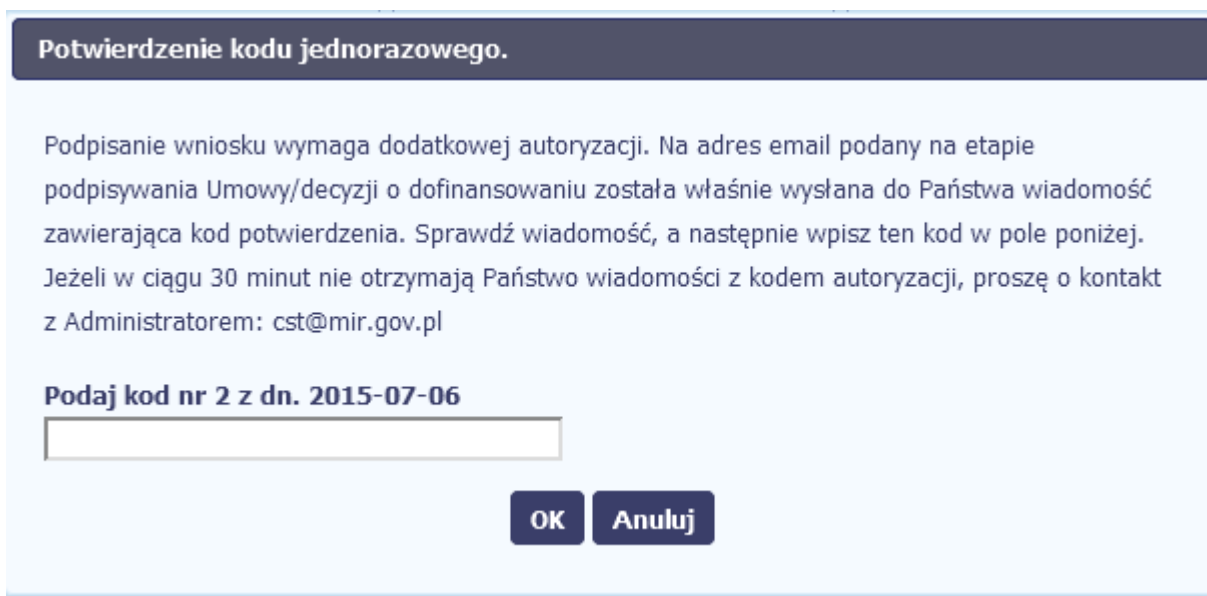 Potwierdzenie kodu jednorazowego.
Podpisanie wniosku wymaga dodatkowej autoryzacji. Na adres email podany na etapie
podpisywania Umowy/decyzji o dofinansowaniu została właśnie wysłana do Państwa wiadomość
zawierająca kod potwierdzenia. Sprawdź wiadomość, a następnie wpisz ten kod w pole poniżej.
Jeżeli w ciągu 30 minut nie otrzymają Państwo wiadomości z kodem autoryzacji, proszę o kontakt
z Administratorem: cst@mir.gov.pl
Podaj kod nr 2 z dn. 2015-07-06
OK Anuluj